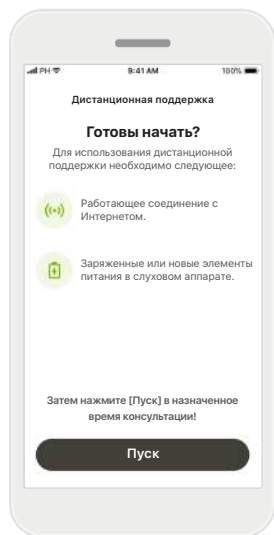 PH 9:41 AM 100%
Дистанционная поддержка
Готовы начать?
Для использования дистанционной
поддержки необходимо следующее:
Работающее соединение с
Интернетом.
Заряженные или новые элементы
питания в слуховом аппарате.
Затем нажмите [Пуск] в назначенное
время консультации!
Пуск